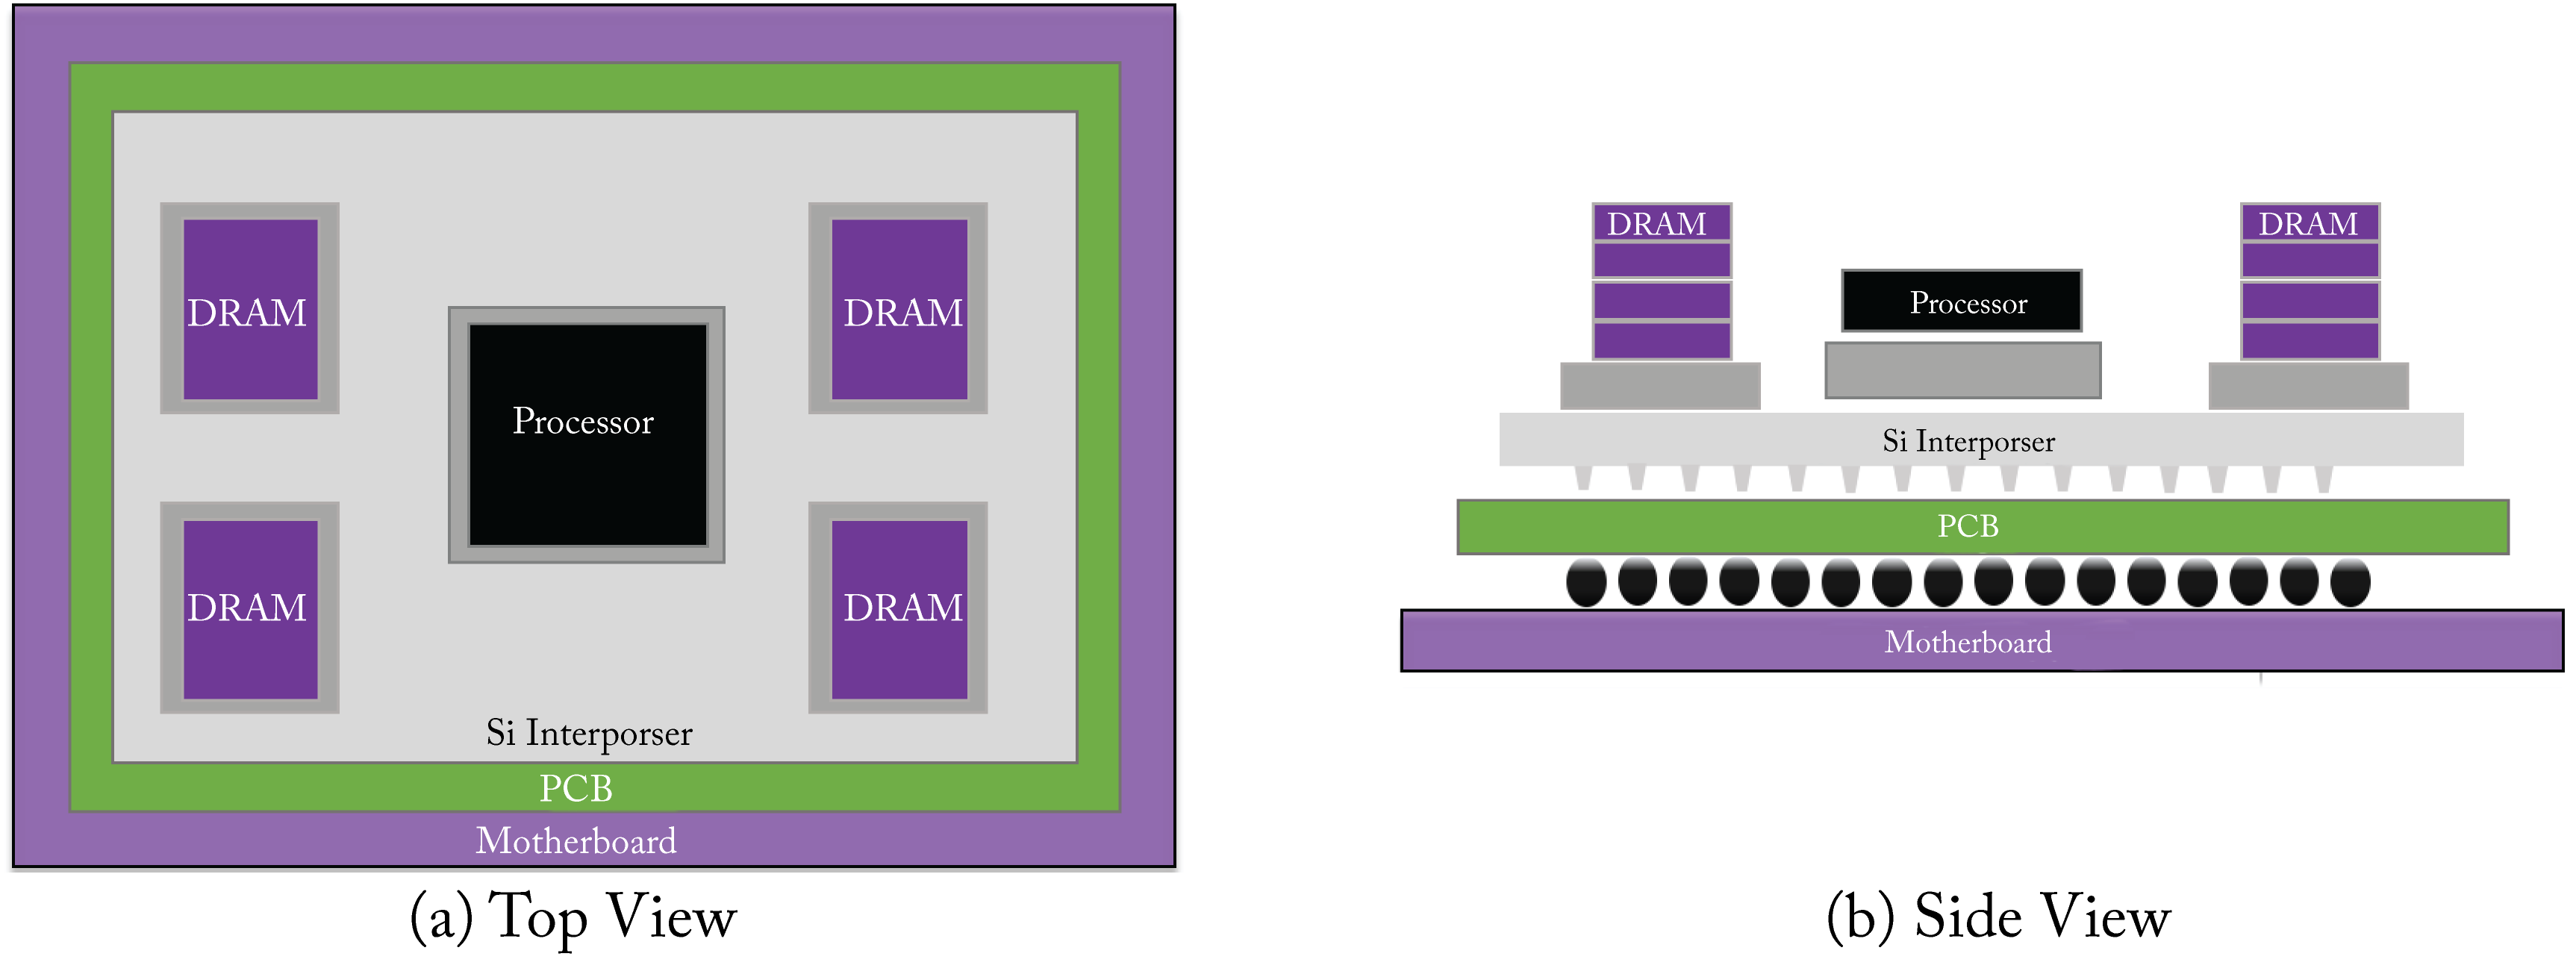 DRAM
DRAM
Processor
DRAM
DRAM
Si Interporser
PCB
Motherboard
(a) Top View
DRAM
DRAM
Processor
Si Interporser
PCB
Motherboard
(b) Side View